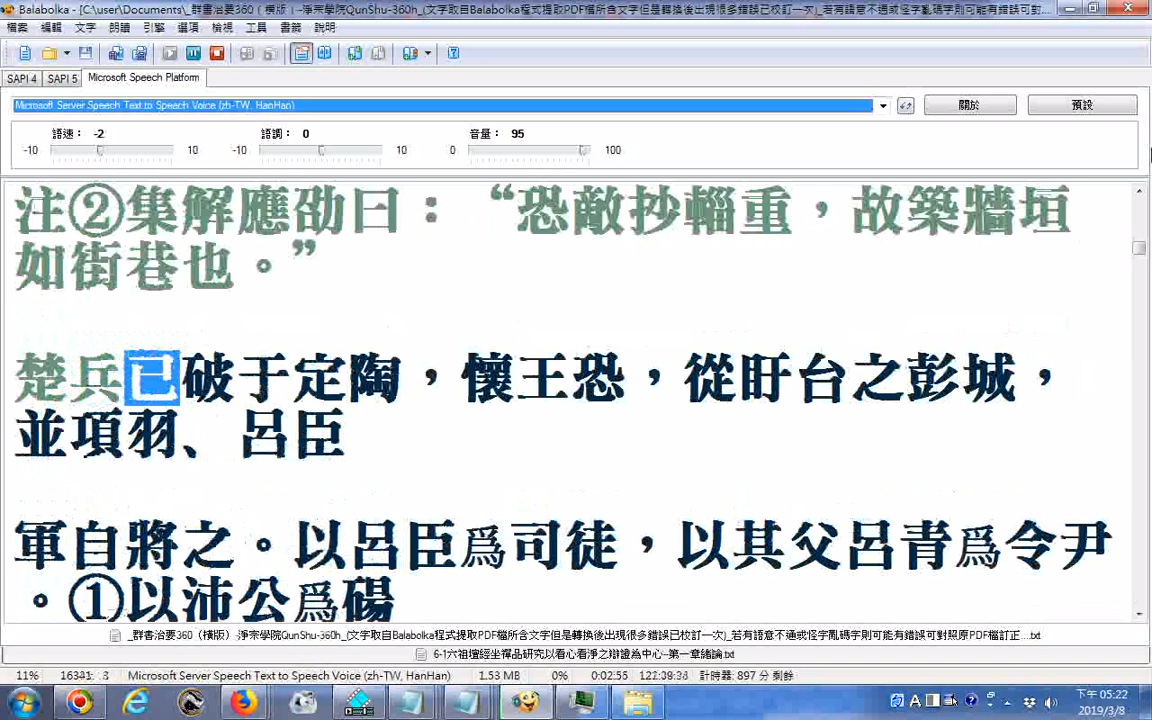 Balabolka - [C:\user\Documents\_群書治要360（橫版）-淨宗學院QunShu-360h_(文字取自Balabolka程式提取PDF檔所含文字但是轉換後出現很多錯誤已校訂一次)_若有語意不通或怪字亂碼字則可能有錯誤可對...
檔案 編輯 文字 朗讀 引擎 選項 檢視 工具 書籤 說明
SAPI 4 SAPI 5 Microsoft Speech Platform
Microsoft Server Speech Text to Speech Voice (zh-TW, HanHan)
關於 預設
語速： -2 語調： 0 音量： 95
-10 10 -10 10 0 100
注②集解應劭曰：“恐敵抄輜重，故築牆垣
如街巷也。”
楚兵已破于定陶，懷王恐，從盱台之彭城，
並項羽、呂臣
軍自將之。以呂臣為司徒，以其父呂青為令尹
。①以沛公為碭
_群書治要360（橫版）-淨宗學院QunShu-360h_(文字取自Balabolka程式提取PDF檔所含文字但是轉換後出現很多錯誤已校訂一次)_若有語意不通或怪字亂碼字則可能有錯誤可對照原PDF檔訂正....txt
6-1六祖壇經坐禪品研究以看心看淨之辯證為中心--第一章緒論.txt
11% 1.53 MB 0% 0:02:55 Microsoft Server Speech Text to Speech Voice (zh-TW, HanHan) 計時器: 897 分 剩餘
下午 05:22
2019/3/8